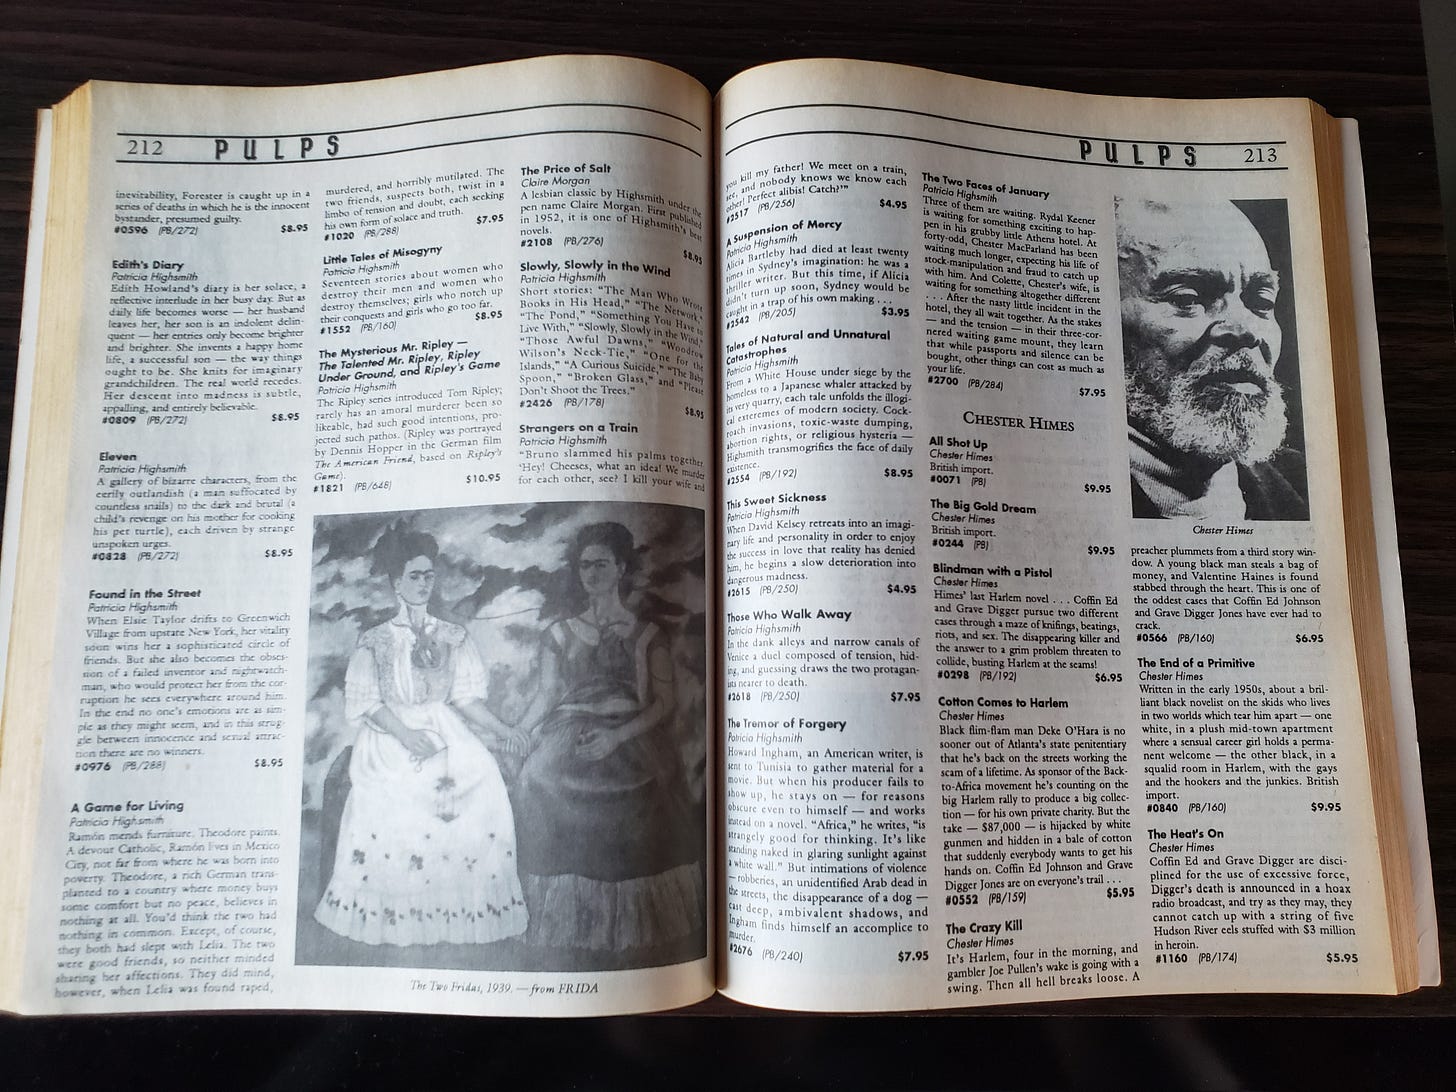 212 PULPS
inevitability, Forester is caught up in a
series of deaths in which he is the innocent
bystander, presumed guilty.
#0596 (PB/272) $8.95
Edith's Diary
Patricia Highsmith
Edith Howland's diary is her solace, a
reflective interlude in her busy day. But as
daily life becomes worse — her husband
leaves her, her son is an indolent delin-
quent — her entries only become brighter
and brighter. She invents a happy home
life, a successful son — the way things
ought to be. She knits for imaginary
grandchildren. The real world recedes.
Her descent into madness is subtle,
appalling, and entirely believable.
#0809 (PB/272) $8.95
Eleven
Patricia Highsmith
A gallery of bizarre characters, from the
eerily outlandish (a man suffocated by
countless snails) to the dark and brutal (a
child's revenge on his mother for cooking
his pet turtle), each driven by strange
unspoken urges.
#0828 (PB/272) $8.95
Found in the Street
Patricia Highsmith
When Elsie Taylor drifts to Greenwich
Village from upstate New York, her vitality
soon wins her a sophisticated circle of
friends. But she also becomes the obses-
sion of a failed inventor and nightwatch-
man, who would protect her from the cor-
ruption he sees everywhere around him.
In the end no one's emotions are as sim-
ple as they might seem, and in this strug-
gle between innocence and sexual attrac-
tion there are no winners.
#0976 (PB/288) $8.95
A Game for Living
Patricia Highsmith
Ramón mends furniture. Theodore paints.
A devout Catholic, Ramón lives in Mexico
City, not far from where he was born into
poverty. Theodore, a rich German trans-
planted to a country where money buys
some comfort but no peace, believes in
nothing at all. You'd think the two had
nothing in common. Except, of course,
they both had slept with Lelia. The two
were good friends, so neither minded
sharing her affections. They did mind,
however, when Lelia was found raped,
murdered, and horribly mutilated. The
two friends, suspects both, twist in a
limbo of tension and doubt, each seeking
his own form of solace and truth.
#1020 (PB/288) $7.95
Little Tales of Misogyny
Patricia Highsmith
Seventeen stories about women who
destroy their men and women who
destroy themselves; girls who notch up
their conquests and girls who go too far.
#1552 (PB/160) $8.95
The Mysterious Mr. Ripley —
The Talented Mr. Ripley, Ripley
Under Ground, and Ripley's Game
Patricia Highsmith
The Ripley series introduced Tom Ripley;
rarely has an amoral murderer been so
likeable, had such good intentions, pro-
jected such pathos. (Ripley was portrayed
by Dennis Hopper in the German film
The American Friend, based on Ripley's
Game).
#1821 (PB/648) $10.95
The Price of Salt
Claire Morgan
A lesbian classic by Highsmith under the
pen name Claire Morgan. First published
in 1952, it is one of Highsmith's best
novels.
#2108 (PB/276) $8.95
Slowly, Slowly in the Wind
Patricia Highsmith
Short stories: "The Man Who Wrote
Books in His Head," "The Network,"
"The Pond," "Something You Have to
Live With," "Slowly, Slowly in the Wind,"
"Those Awful Dawns," "Woodrow
Wilson's Neck-Tie," "One for the
Islands," "A Curious Suicide," "The Baby
Spoon," "Broken Glass," and "Please
Don't Shoot the Trees."
#2426 (PB/178] $8.95
Strangers on a Train
Patricia Highsmith
"Bruno slammed his palms together.
'Hey! Cheeses, what an idea! We murder
for each other, see? I kill your wife and
The Two Fridas, 1939. — from FRIDA
PULPS 213
you kill my father! We meet on a train,
see, and nobody knows we know each
other! Perfect alibis! Catch?'"
#2517 (PB/256) $4.95
A Suspension of Mercy
Patricia Highsmith
Alicia Bartleby had died at least twenty
times in Sydney's imagination: he was a
thriller writer. But this time, if Alicia
didn't turn up soon, Sydney would be
caught in a trap of his own making . . .
#2542 (PB/205) $3.95
Tales of Natural and Unnatural
Catastrophes
Patricia Highsmith
From a White House under siege by the
homeless to a Japanese whaler attacked by
its very quarry, each tale unfolds the illogi-
cal extremes of modern society. Cock-
roach invasions, toxic-waste dumping,
abortion rights, or religious hysteria —
Highsmith transmogrifies the face of daily
existence.
#2554 (PB/192) $8.95
This Sweet Sickness
Patricia Highsmith
When David Kelsey retreats into an imagi-
nary life and personality in order to enjoy
the success in love that reality has denied
him, he begins a slow deterioration into
dangerous madness.
#2615 (PB/250) $4.95
Those Who Walk Away
Patricia Highsmith
In the dank alleys and narrow canals of
Venice a duel composed of tension, hid-
ing, and guessing draws the two protagan-
ists nearer to death.
#2618 (PB/250) $7.95
The Tremor of Forgery
Patricia Highsmith
Howard Ingham, an American writer, is
sent to Tunisia to gather material for a
movie. But when his producer fails to
show up, he stays on — for reasons
obscure even to himself — and works
instead on a novel. "Africa," he writes, "is
strangely good for thinking. It's like
standing naked in glaring sunlight against
a white wall." But intimations of violence
— robberies, an unidentified Arab dead in
the streets, the disappearance of a dog —
cast deep, ambivalent shadows, and
Ingham finds himself an accomplice to
murder.
#2676 (PB/240) $7.95
The Two Faces of January
Patricia Highsmith
Three of them are waiting. Rydal Keener
is waiting for something exciting to hap-
pen in his grubby little Athens hotel. At
forty-odd, Chester MacFarland has been
waiting much longer, expecting his life of
stock-manipulation and fraud to catch up
with him. And Colette, Chester's wife, is
waiting for something altogether different
. . . After the nasty little incident in the
hotel, they all wait together. As the stakes
— and the tension — in their three-cor-
nered waiting game mount, they learn
that while passports and silence can be
bought, other things can cost as much as
your life.
#2700 (PB/284) $7.95
CHESTER HIMES
All Shot Up
Chester Himes
British import.
#0071 (PB) $9.95
The Big Gold Dream
Chester Himes
British import.
#0244 (PB) $9.95
Blindman with a Pistol
Chester Himes
Himes' last Harlem novel . . . Coffin Ed
and Grave Digger pursue two different
cases through a maze of knifings, beatings,
riots, and sex. The disappearing killer and
the answer to a grim problem threaten to
collide, busting Harlem at the seams!
#0298 (PB/192) $6.95
Cotton Comes to Harlem
Chester Himes
Black flim-flam man Deke O'Hara is no
sooner out of Atlanta's state penitentiary
that he's back on the streets working the
scam of a lifetime. As sponsor of the Back-
to-Africa movement he's counting on the
big Harlem rally to produce a big collec-
tion — for his own private charity. But the
take — $87,000 — is hijacked by white
gunmen and hidden in a bale of cotton
that suddenly everybody wants to get his
hands on. Coffin Ed Johnson and Grave
Digger Jones are on everyone's trail . . .
#0552 (PB/159) $5.95
The Crazy Kill
Chester Himes
It's Harlem, four in the morning, and
gambler Joe Pullen's wake is going with a
swing. Then all hell breaks loose. A
Chester Himes
preacher plummets from a third story win-
dow. A young black man steals a bag of
money, and Valentine Haines is found
stabbed through the heart. This is one of
the oddest cases that Coffin Ed Johnson
and Grave Digger Jones have ever had to
crack.
#0566 (PB/160) $6.95
The End of a Primitive
Chester Himes
Written in the early 1950s, about a bril-
liant black novelist on the skids who lives
in two worlds which tear him apart — one
white, in a plush mid-town apartment
where a sensual career girl holds a perma-
nent welcome — the other black, in a
squalid room in Harlem, with the gays
and the hookers and the junkies. British
import.
#0840 (PB/160) $9.95
The Heat's On
Chester Himes
Coffin Ed and Grave Digger are disci-
plined for the use of excessive force,
Digger's death is announced in a hoax
radio broadcast, and try as they may, they
cannot catch up with a string of five
Hudson River eels stuffed with $3 million
in heroin.
#1160 (PB/174) $5.95